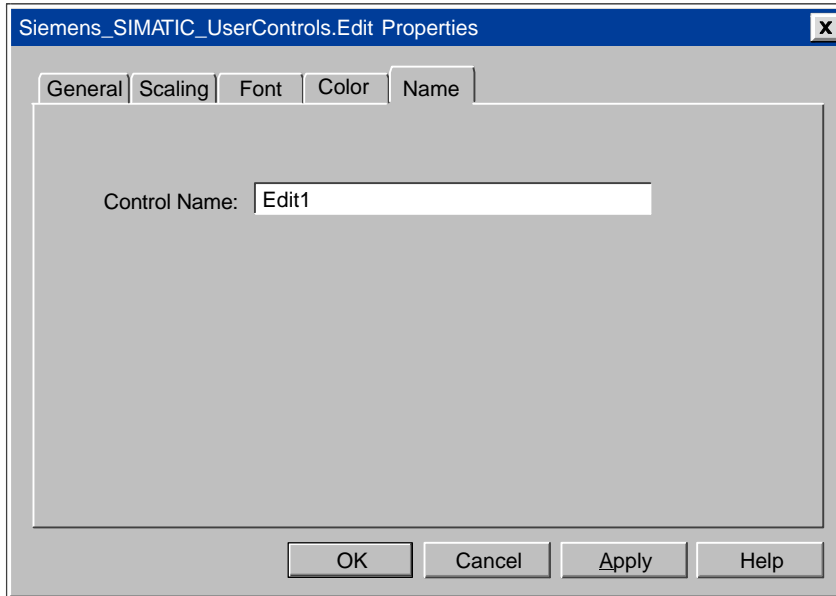 Siemens_SIMATIC_UserControls.Edit Properties X
General Scaling Font Color Name
Control Name: Edit1
OK Cancel Apply Help